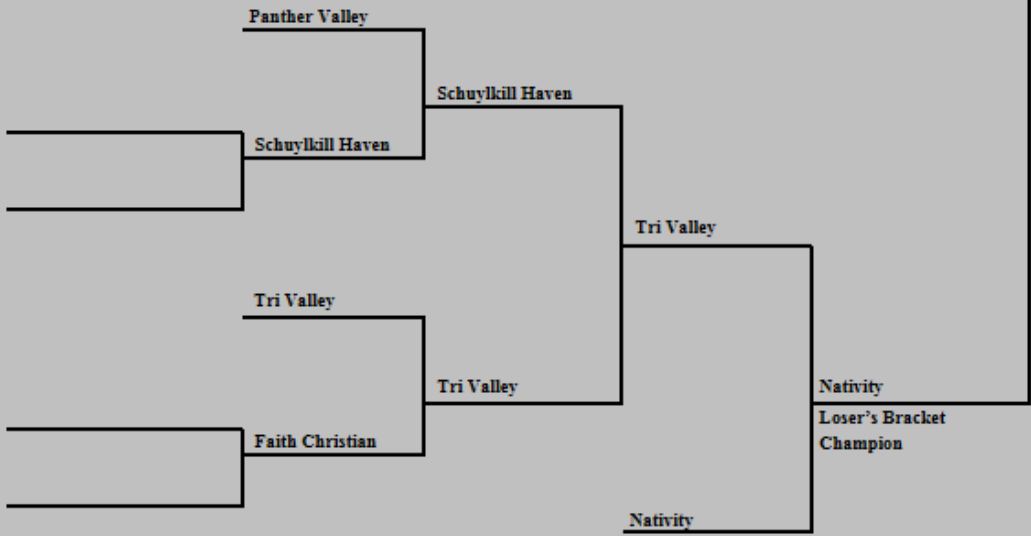 Panther Valley
Schuylkill Haven
Schuylkill Haven
Tri Valley
Tri Valley
Tri Valley
Nativity
Loser's Bracket
Champion
Faith Christian
Nativity